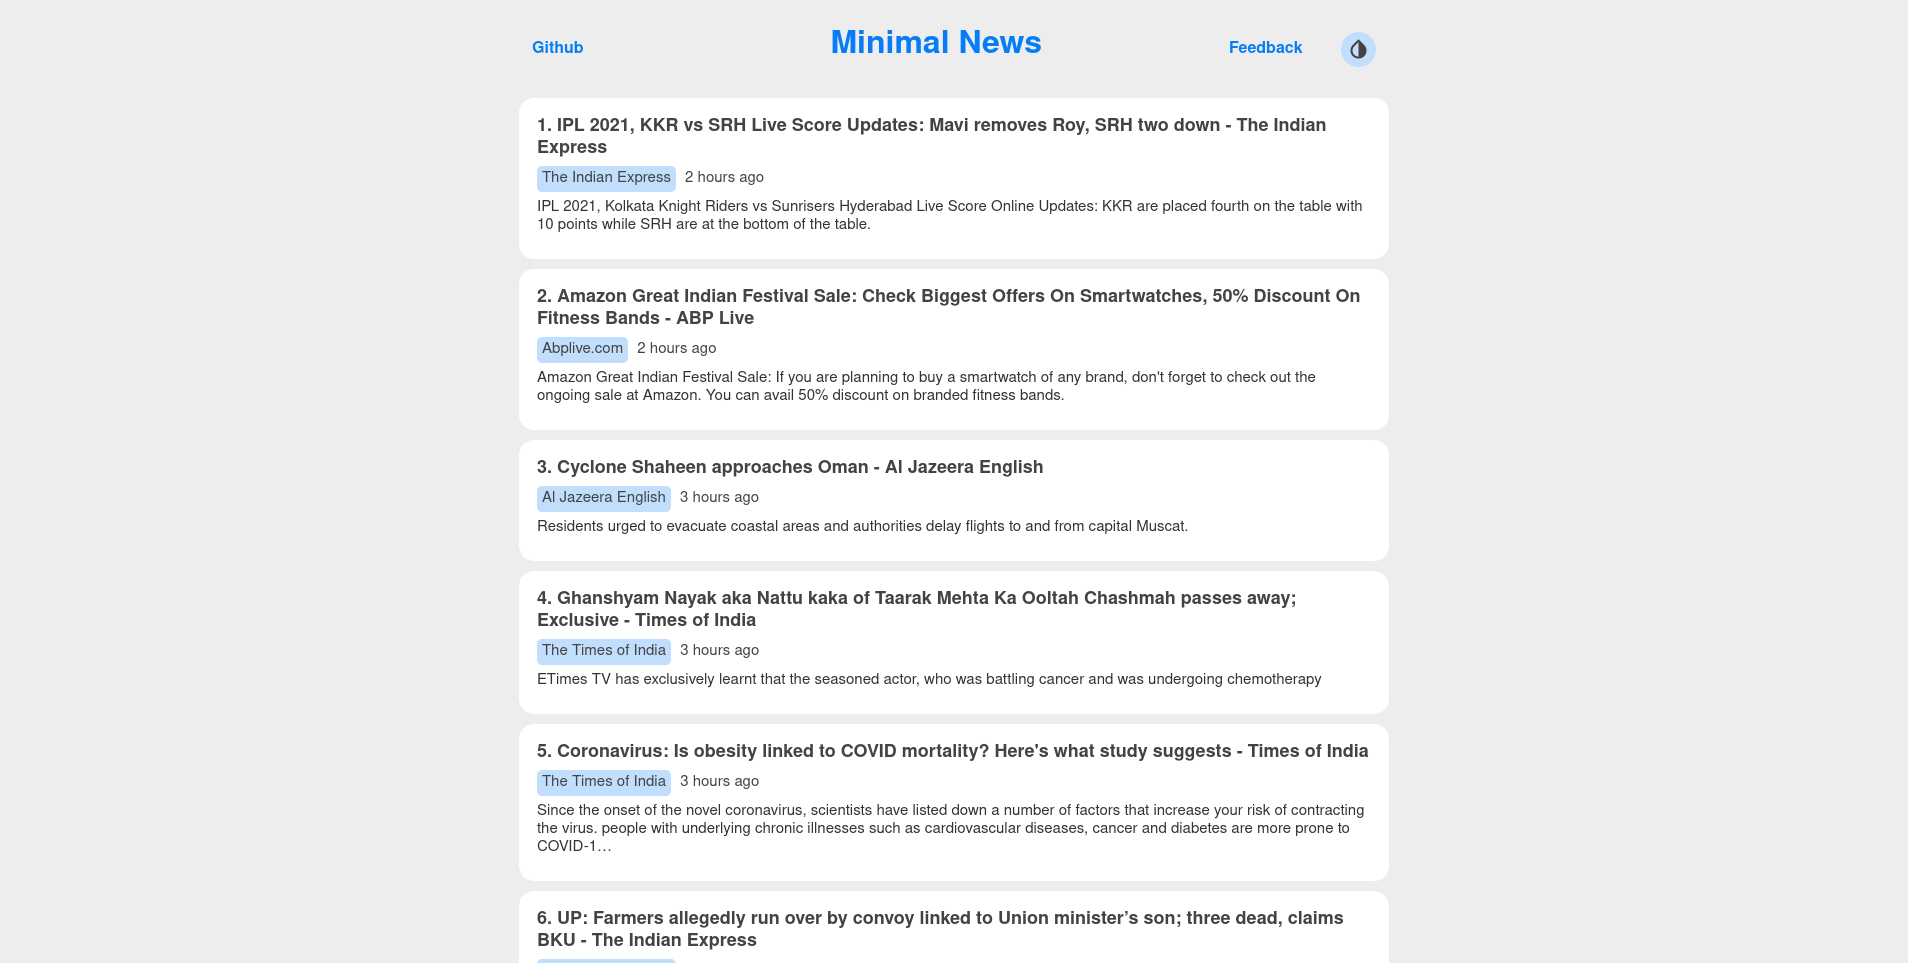 Github
Minimal News
Feedback
1. IPL 2021, KKR vs SRH Live Score Updates: Mavi removes Roy, SRH two down - The Indian
Express
The Indian Express 2 hours ago
IPL 2021, Kolkata Knight Riders vs Sunrisers Hyderabad Live Score Online Updates: KKR are placed fourth on the table with
10 points while SRH are at the bottom of the table.
2. Amazon Great Indian Festival Sale: Check Biggest Offers On Smartwatches, 50% Discount On
Fitness Bands - ABP Live
Abplive.com 2 hours ago
Amazon Great Indian Festival Sale: If you are planning to buy a smartwatch of any brand, don't forget to check out the
ongoing sale at Amazon. You can avail 50% discount on branded fitness bands.
3. Cyclone Shaheen approaches Oman - Al Jazeera English
Al Jazeera English 3 hours ago
Residents urged to evacuate coastal areas and authorities delay flights to and from capital Muscat.
4. Ghanshyam Nayak aka Nattu kaka of Taarak Mehta Ka Ooltah Chashmah passes away;
Exclusive - Times of India
The Times of India 3 hours ago
ETimes TV has exclusively learnt that the seasoned actor, who was battling cancer and was undergoing chemotherapy
5. Coronavirus: Is obesity linked to COVID mortality? Here's what study suggests - Times of India
The Times of India 3 hours ago
Since the onset of the novel coronavirus, scientists have listed down a number of factors that increase your risk of contracting
the virus. people with underlying chronic illnesses such as cardiovascular diseases, cancer and diabetes are more prone to
COVID-1…
6. UP: Farmers allegedly run over by convoy linked to Union minister’s son; three dead, claims
BKU - The Indian Express